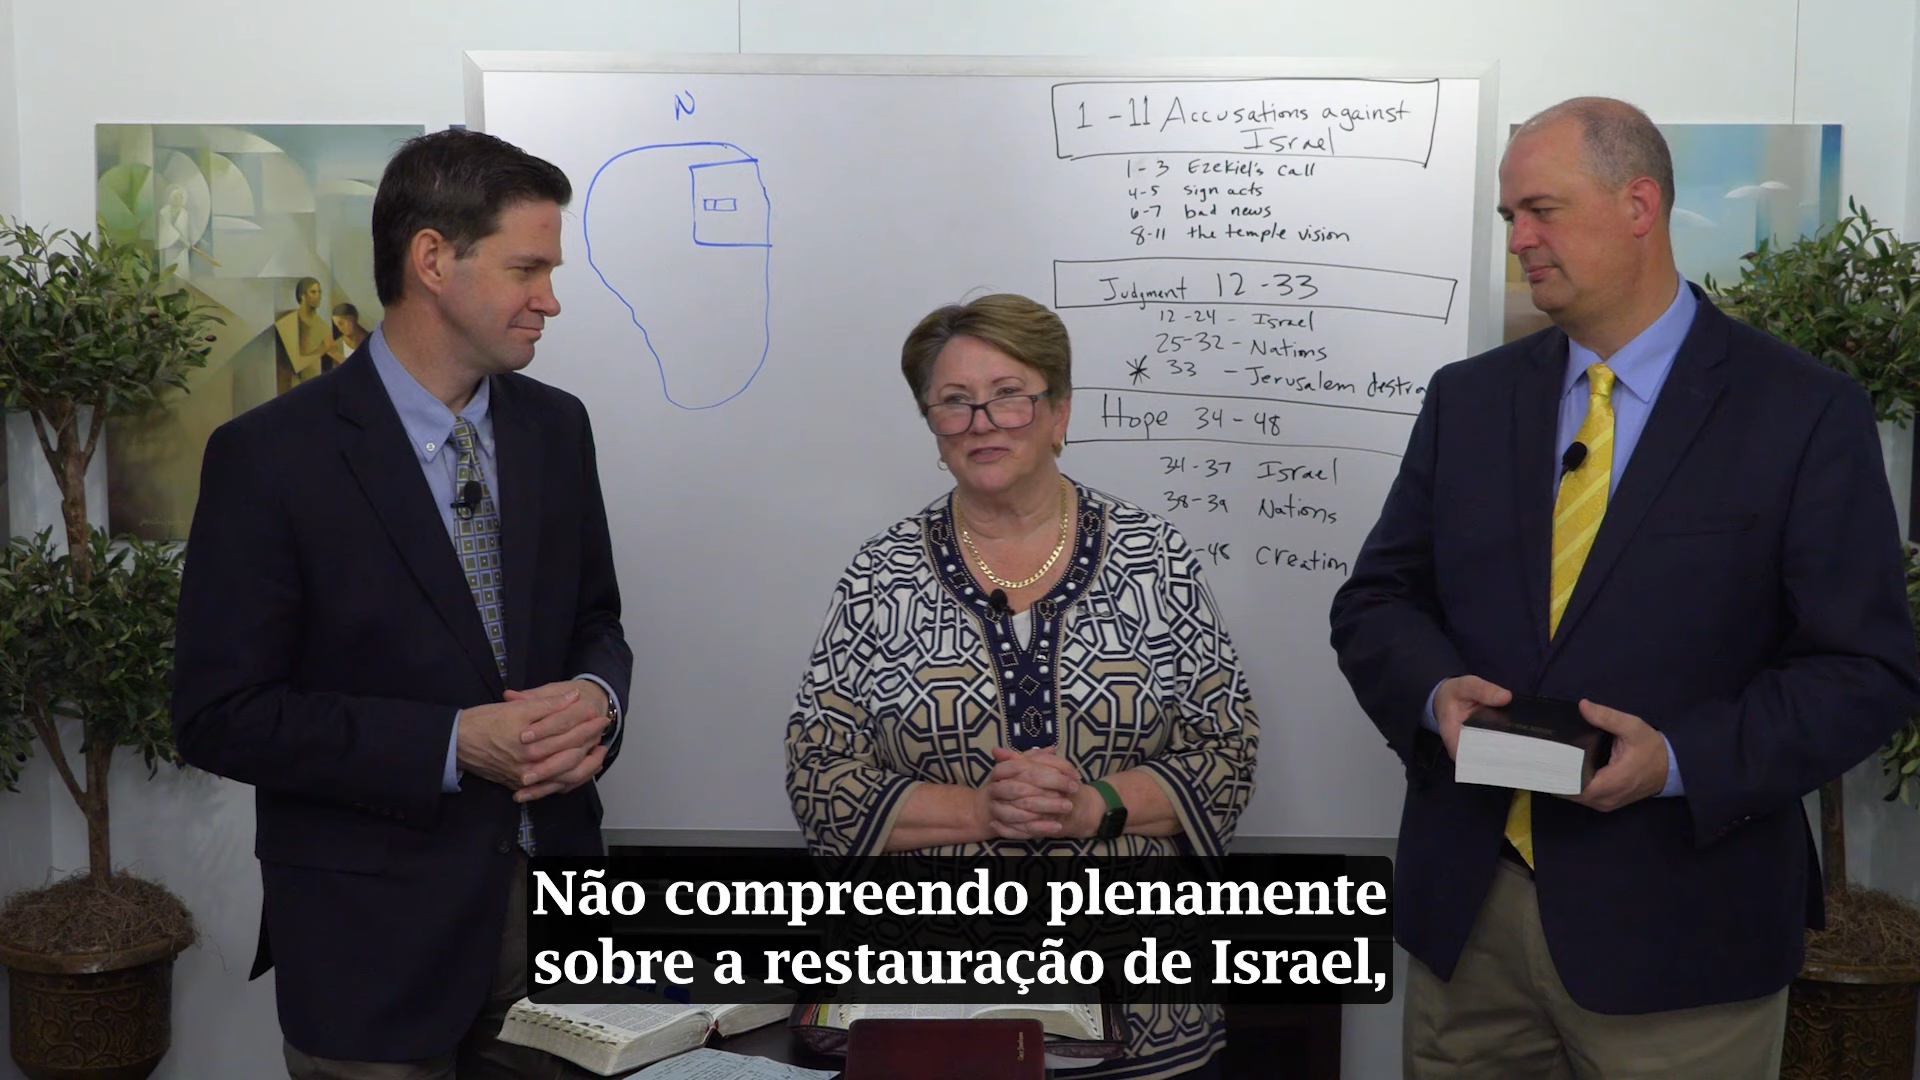 N
1-11 Accusations against
Israel
1-3 Ezekiel's call
4-5 sign acts
6-7 bad news
8-11 the temple vision
Judgment 12-33
12-24 - Israel
25-32 - Nations
* 33 - Jerusalem destro
Hope 34-48
34-37 Israel
38-39 Nations
-48 Creation
Não compreendo plenamente
sobre a restauração de Israel,